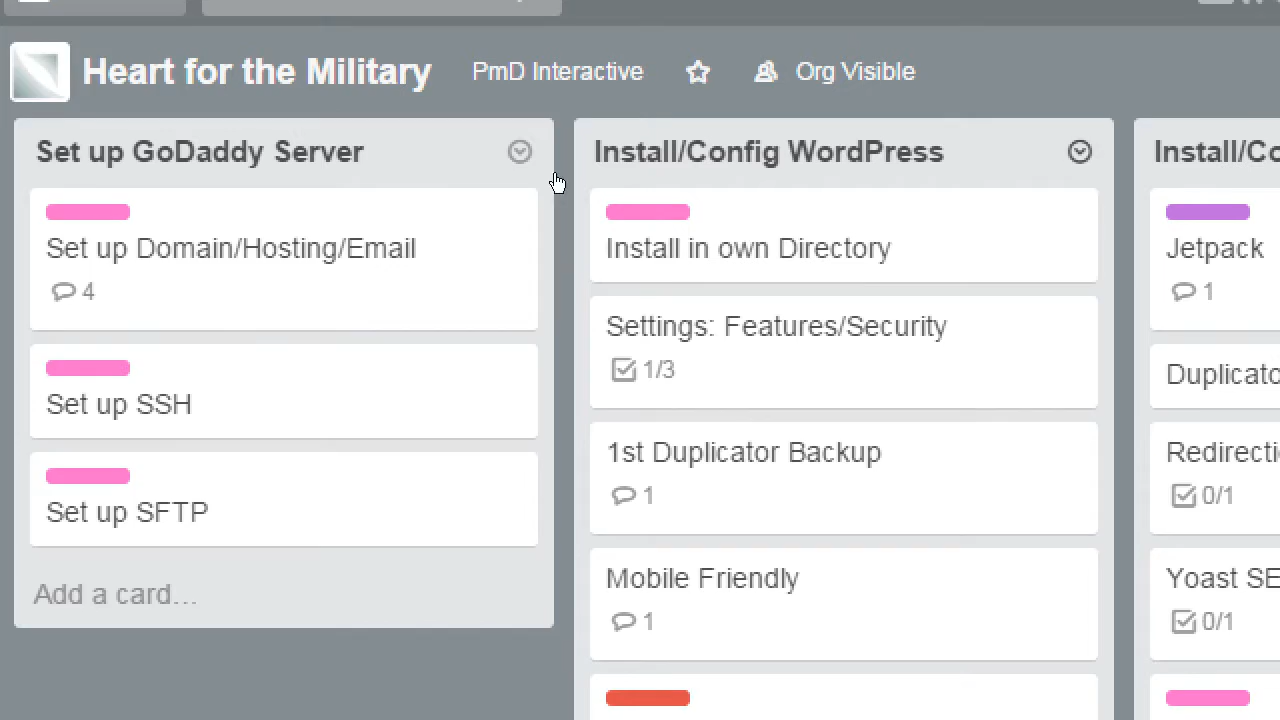 Heart for the Military PmD Interactive Org Visible
Set up GoDaddy Server
Set up Domain/Hosting/Email
4
Set up SSH
Set up SFTP
Add a card...
Install/Config WordPress
Install in own Directory
Settings: Features/Security
1/3
1st Duplicator Backup
1
Mobile Friendly
1
Jetpack
1
0/1
0/1